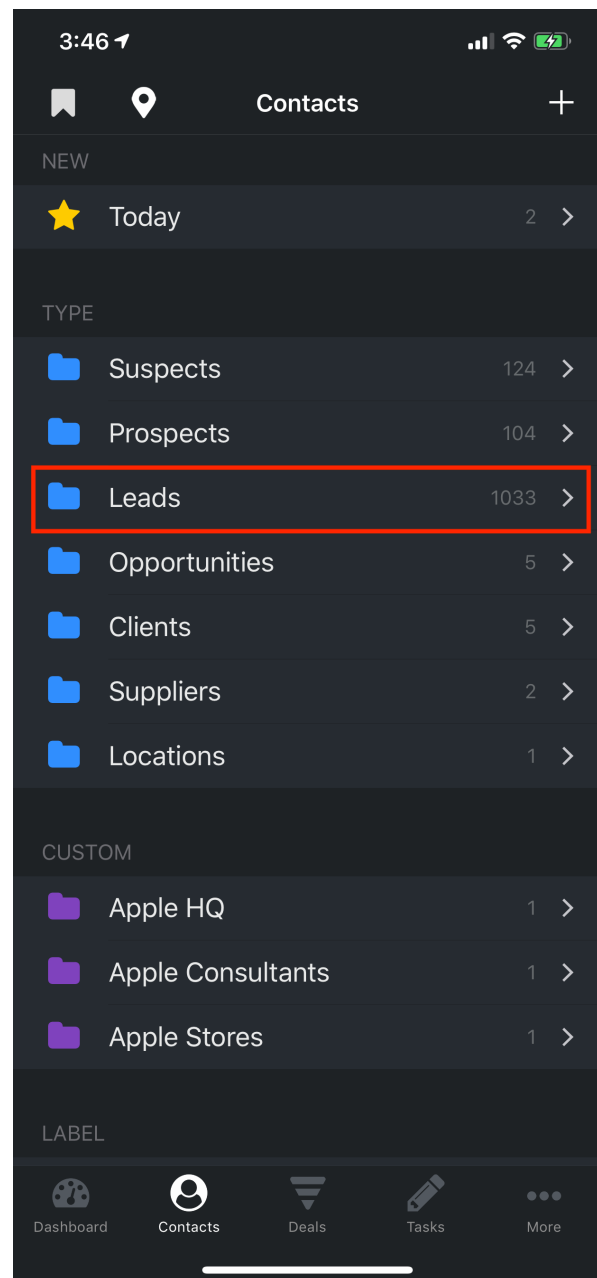 3:46
Contacts
NEW
Today 2
TYPE
Suspects 124
Prospects 104
Leads 1033
Opportunities 5
Clients 5
Suppliers 2
Locations 1
CUSTOM
Apple HQ 1
Apple Consultants 1
Apple Stores 1
LABEL
Dashboard Contacts Deals Tasks More